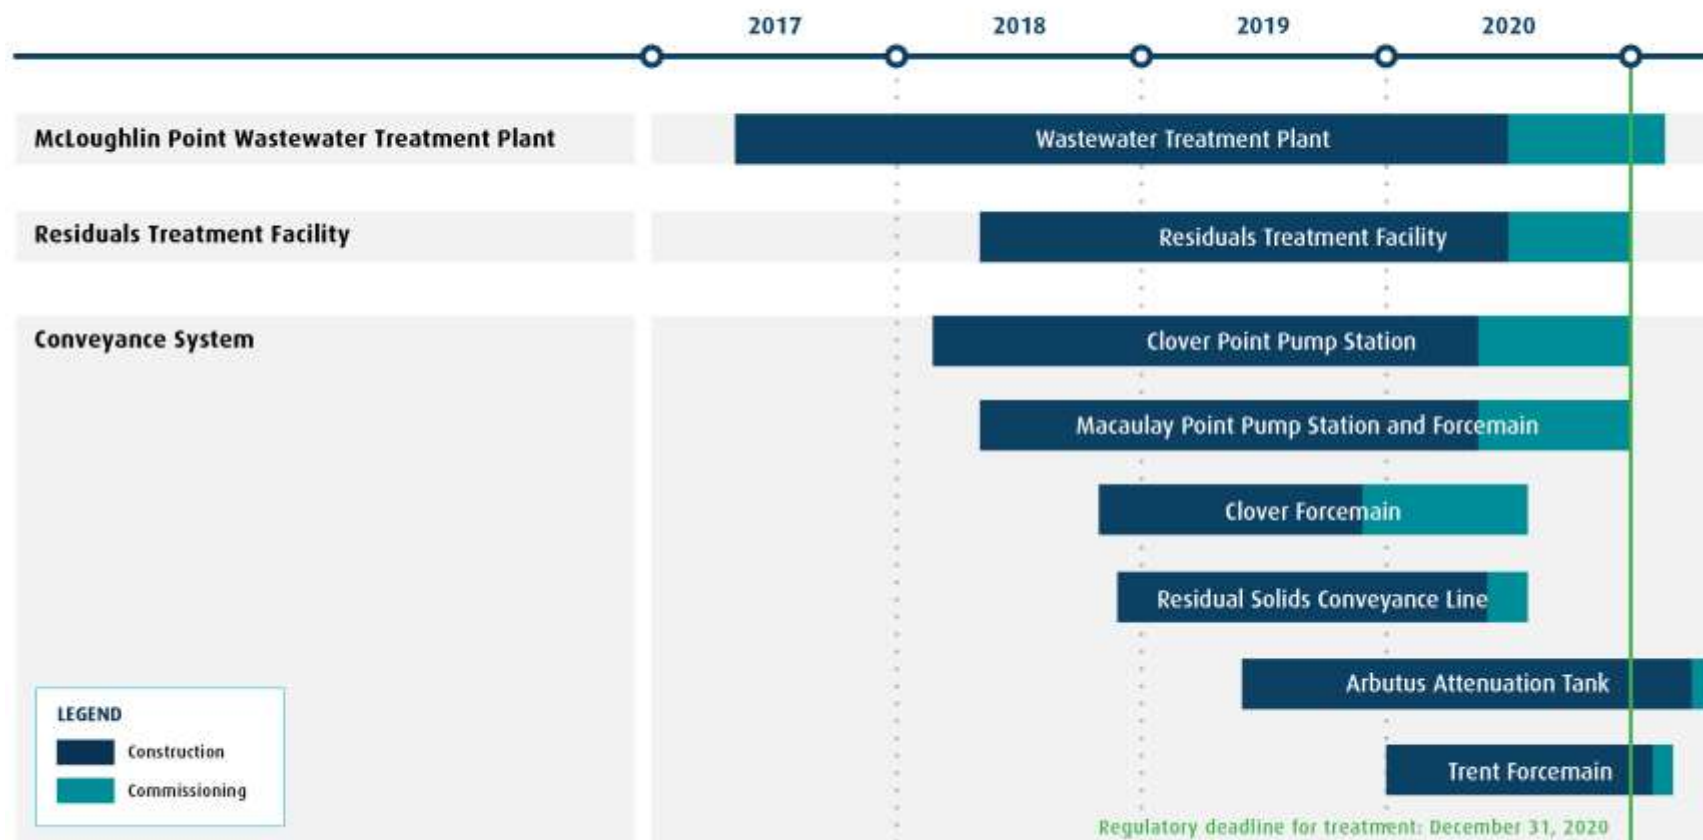 2017 2018 2019 2020
McLoughlin Point Wastewater Treatment Plant
Wastewater Treatment Plant
Residuals Treatment Facility
Residuals Treatment Facility
Conveyance System
Clover Point Pump Station
Macaulay Point Pump Station and Forcemain
Clover Forcemain
Residual Solids Conveyance Line
Arbutus Attenuation Tank
Trent Forcemain
LEGEND
Construction
Commissioning
Regulatory deadline for treatment: December 31, 2020